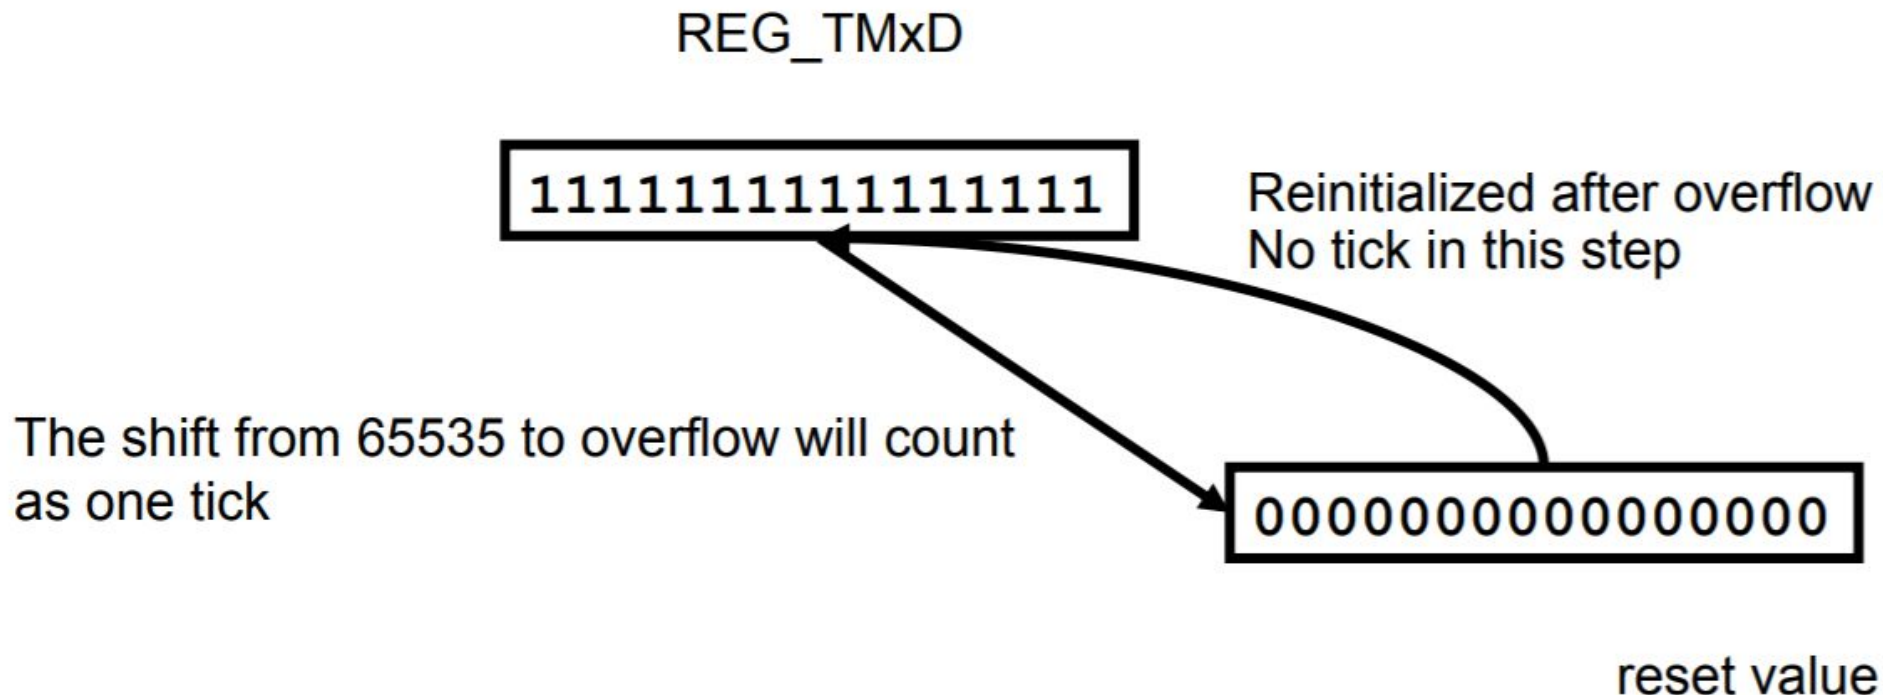 REG_TMxD
1111111111111111
Reinitialized after overflow
No tick in this step
The shift from 65535 to overflow will count
as one tick
0000000000000000
reset value